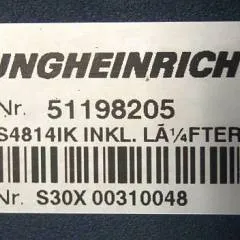 UNGHEINRICH
Nr. 51198205
S4814IK INKL. LÃ¼FTER
Nr. S30X 00310048